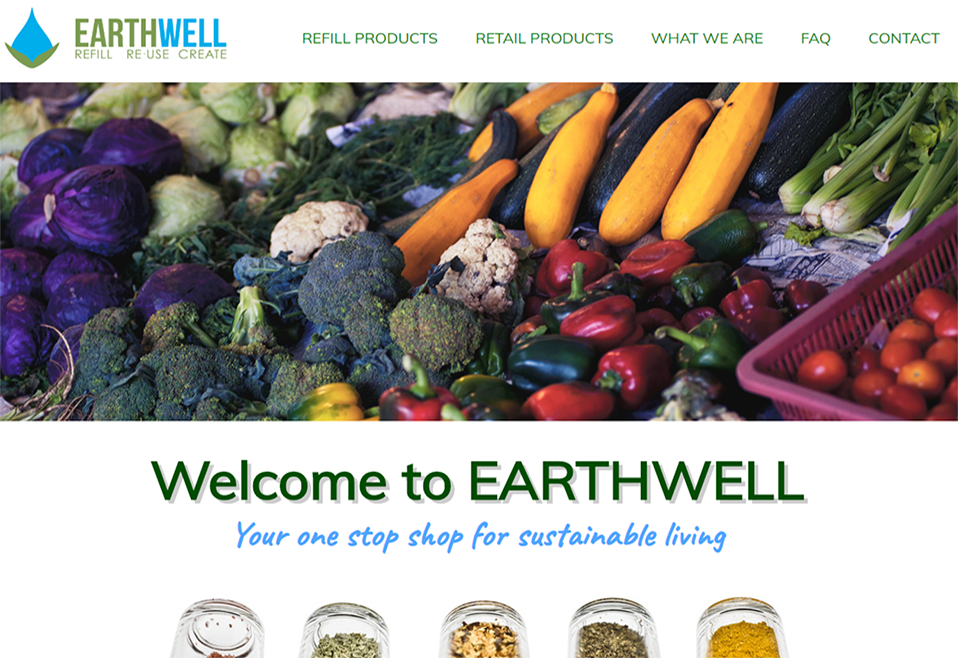 EARTHWELL
REFILL RE·USE CREATE
REFILL PRODUCTS RETAIL PRODUCTS WHAT WE ARE FAQ CONTACT
Welcome to EARTHWELL
Your one stop shop for sustainable living